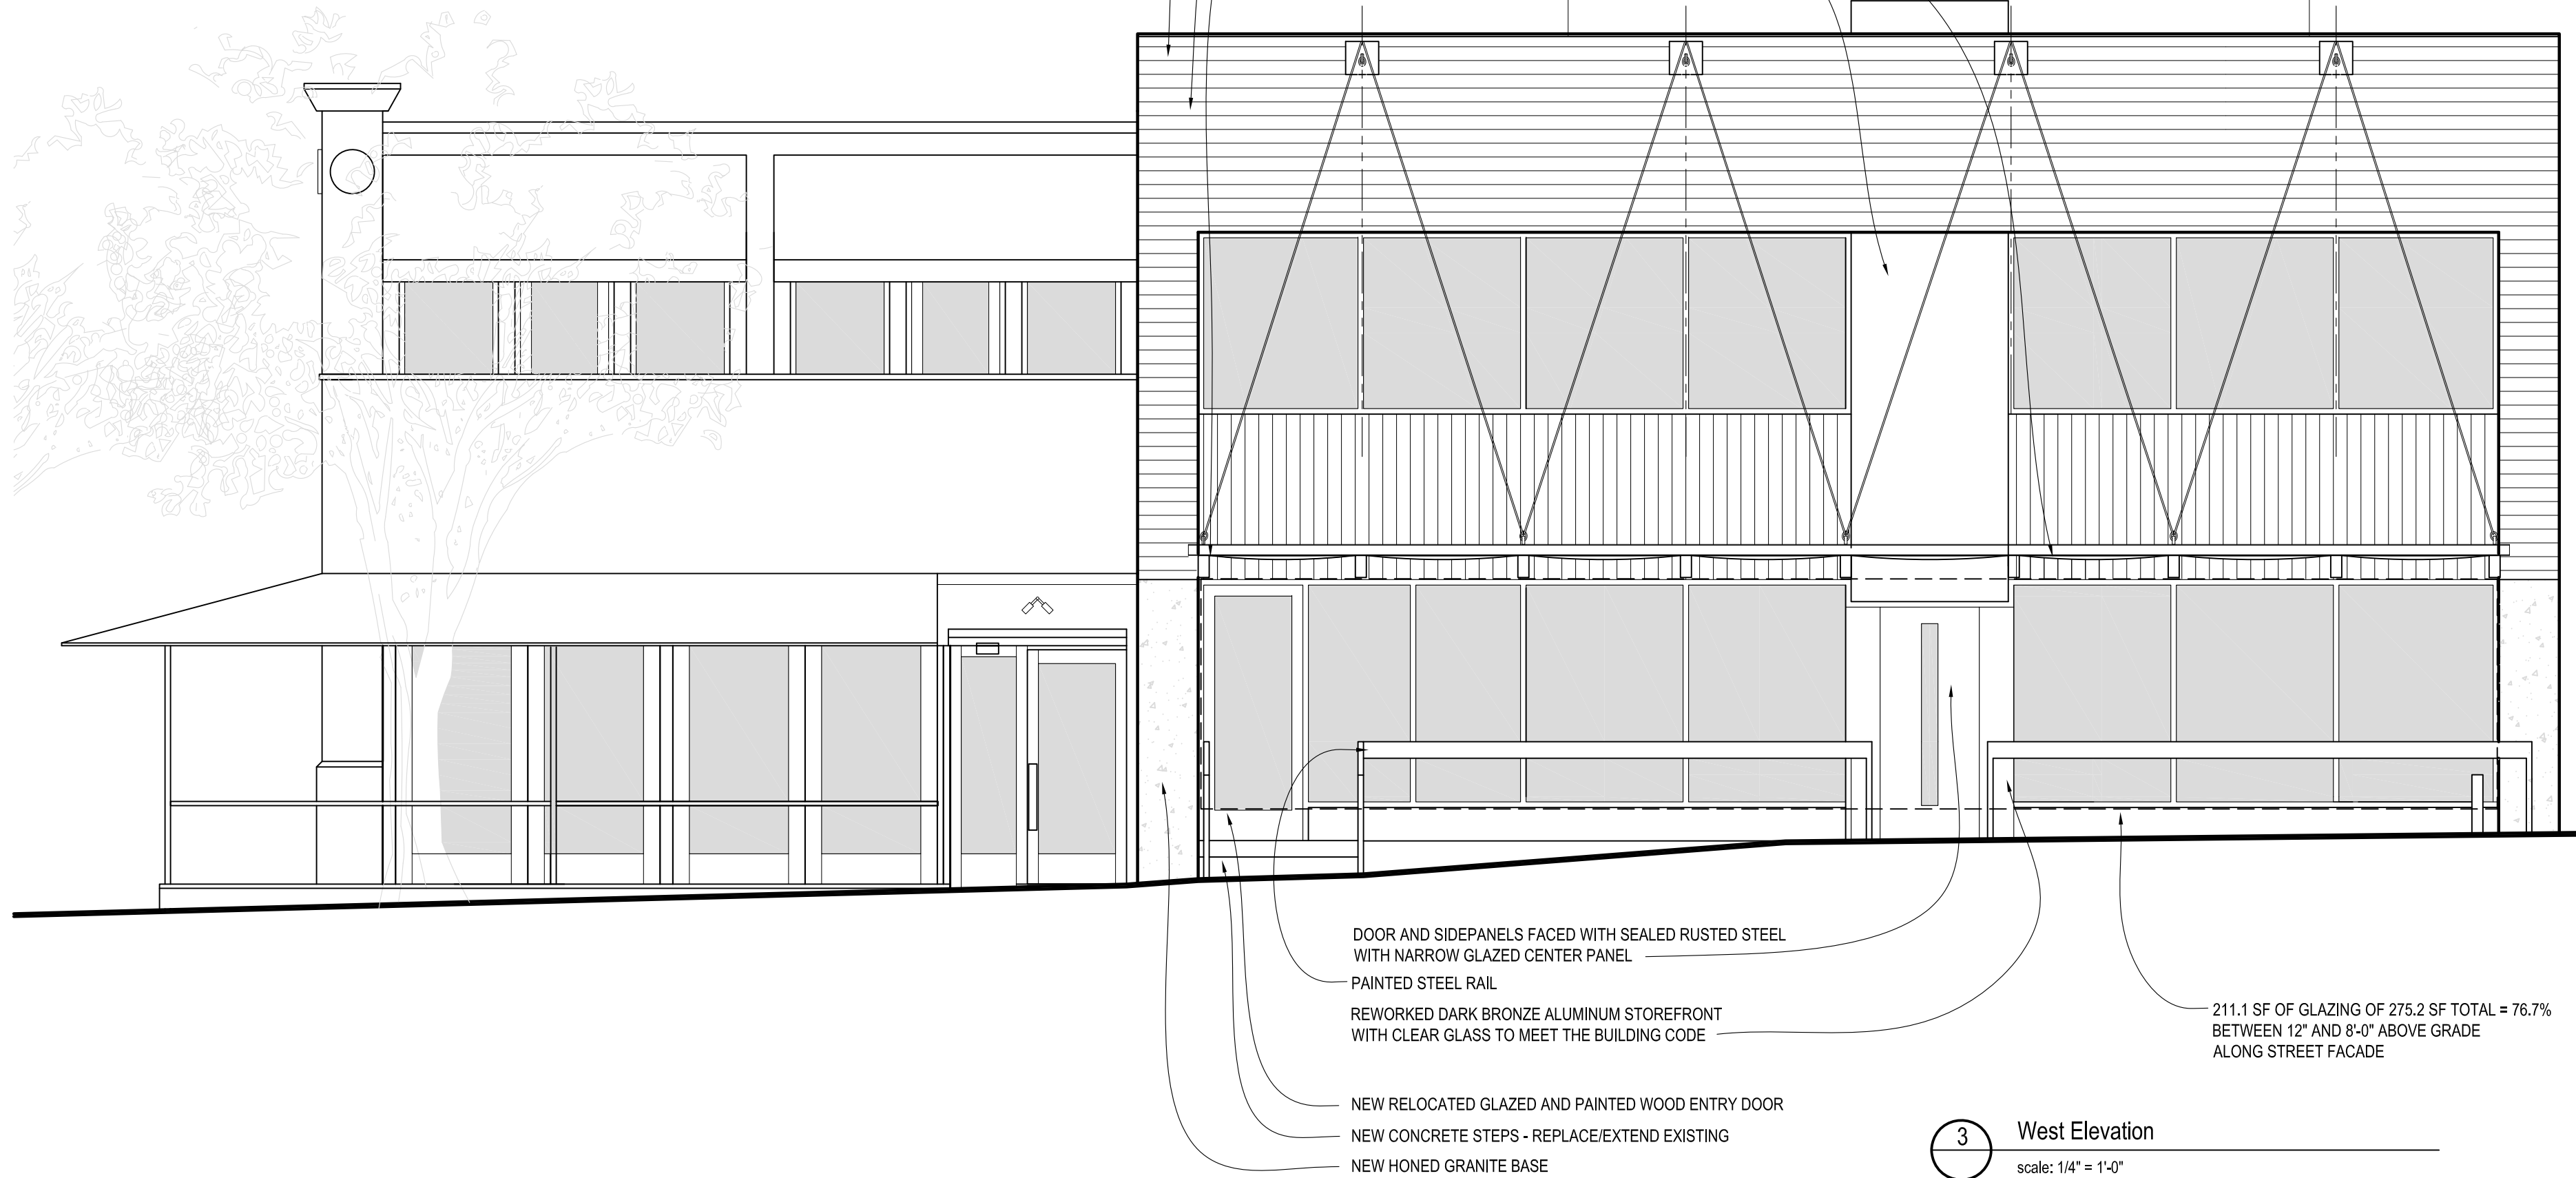 DOOR AND SIDEPANELS FACED WITH SEALED RUSTED STEEL
WITH NARROW GLAZED CENTER PANEL
PAINTED STEEL RAIL
REWORKED DARK BRONZE ALUMINUM STOREFRONT
WITH CLEAR GLASS TO MEET THE BUILDING CODE
211.1 SF OF GLAZING OF 275.2 SF TOTAL = 76.7%
BETWEEN 12" AND 8'-0" ABOVE GRADE
ALONG STREET FACADE
NEW RELOCATED GLAZED AND PAINTED WOOD ENTRY DOOR
NEW CONCRETE STEPS - REPLACE/EXTEND EXISTING
NEW HONED GRANITE BASE
3
West Elevation
scale: 1/4" = 1'-0"